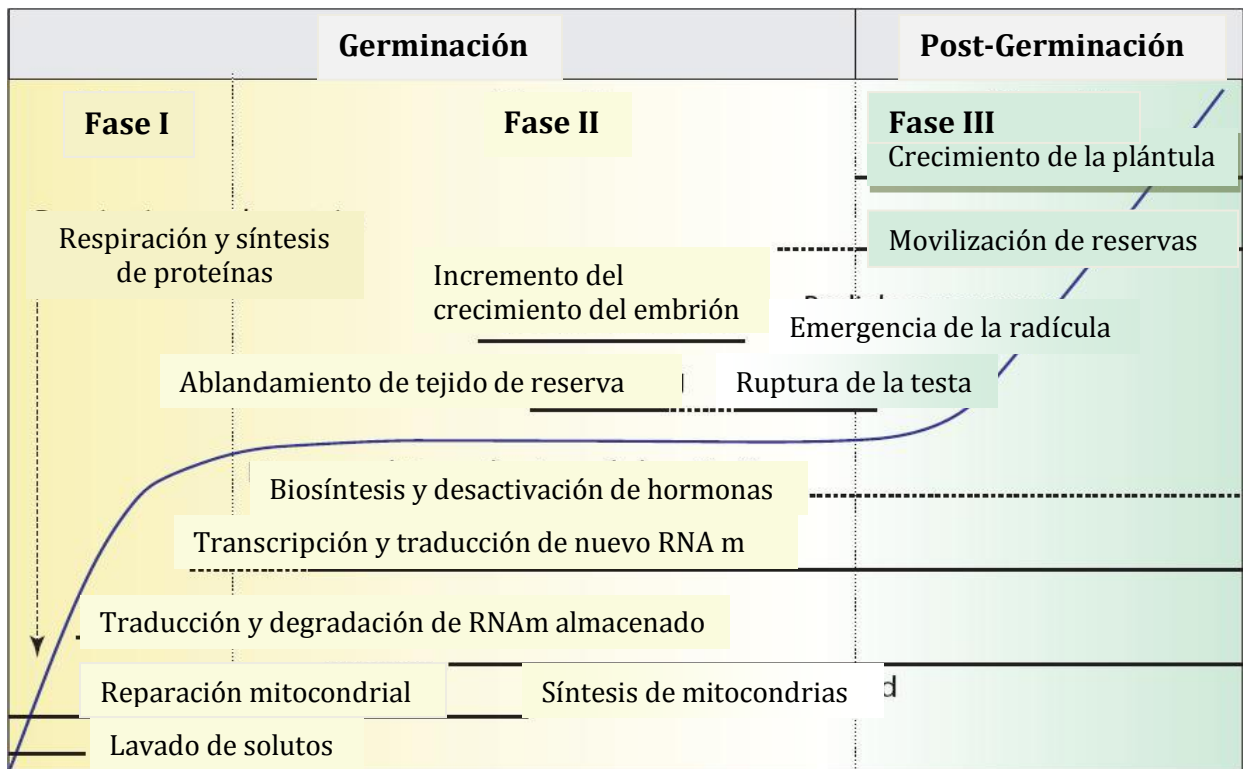 Germinación
Post-Germinación
Fase I
Fase II
Fase III
Crecimiento de la plántula
Respiración y síntesis
de proteínas
Movilización de reservas
Incremento del
crecimiento del embrión
Emergencia de la radícula
Ablandamiento de tejido de reserva
Ruptura de la testa
Biosíntesis y desactivación de hormonas
Transcripción y traducción de nuevo RNA m
Traducción y degradación de RNAm almacenado
Reparación mitocondrial
Síntesis de mitocondrias
d
Lavado de solutos